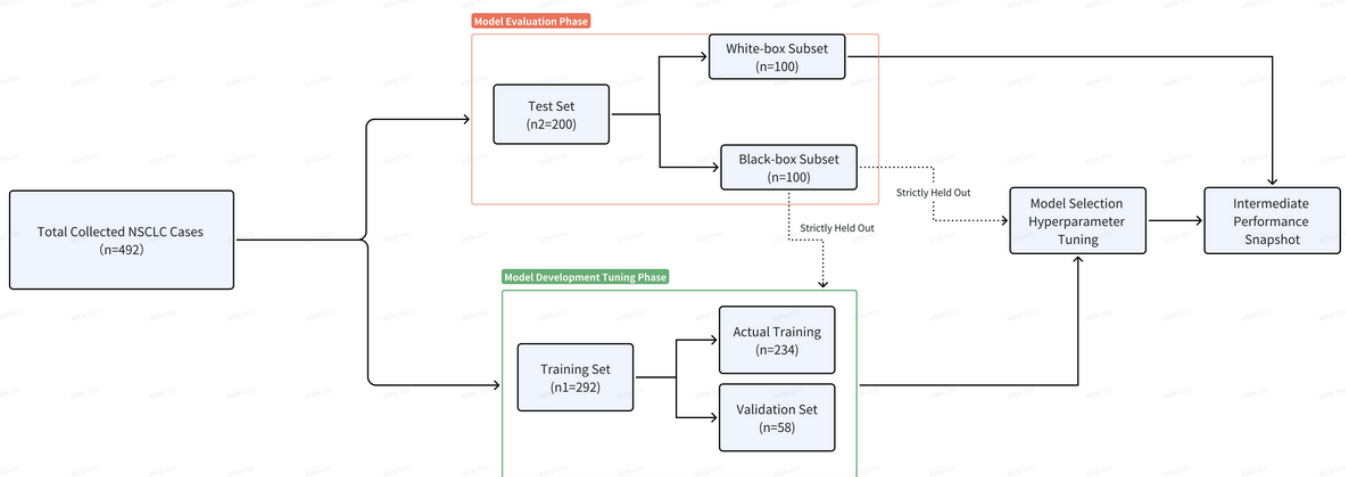 Model Evaluation Phase
White-box Subset
(n=100)
Test Set
(n2=200)
Black-box Subset
(n=100)
Strictly Held Out
Strictly Held Out
Total Collected NSCLC Cases
(n=492)
Model Selection
Hyperparameter
Tuning
Intermediate
Performance
Snapshot
Model Development Tuning Phase
Actual Training
(n=234)
Training Set
(n1=292)
Validation Set
(n=58)